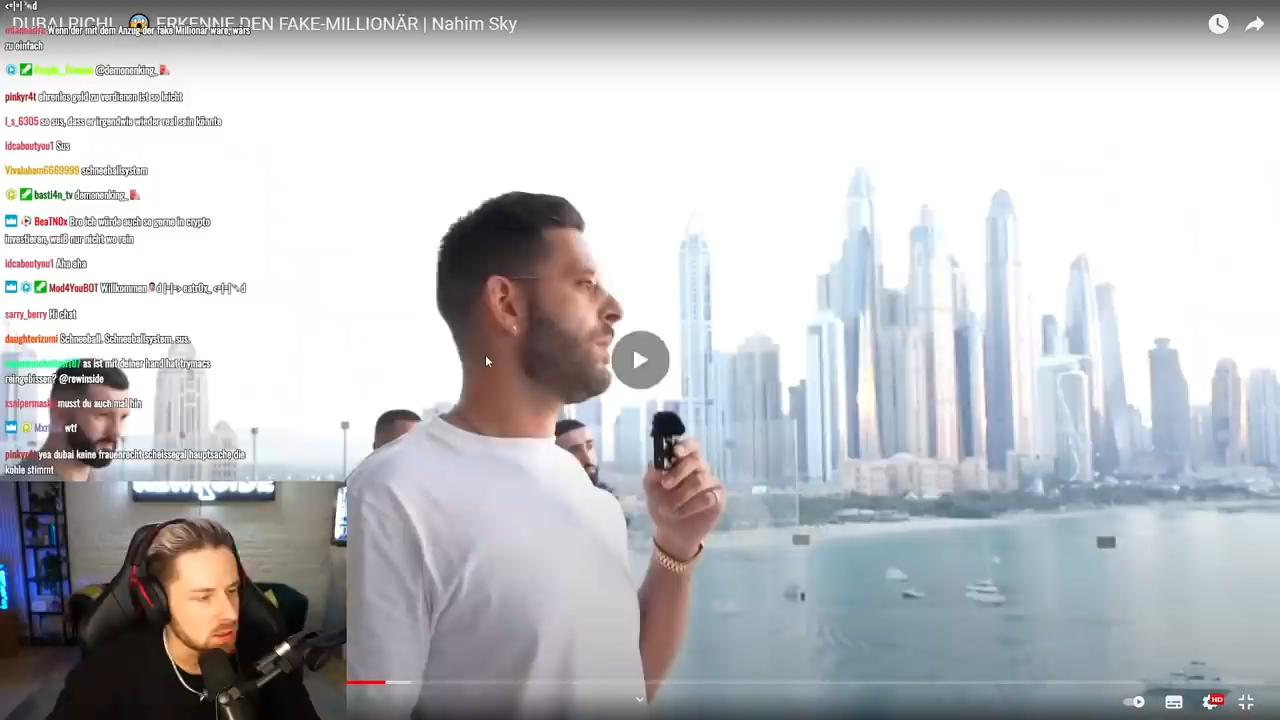 DUBAI RICH! 😱 ERKENNE DEN FAKE-MILLIONÄR | Nahim Sky
Wenn der mit dem Anzug der fake Millionär wäre, wärs
zu einfach
@demonenking_
pinkyr4t ehrenlos geld zu verdienen ist so leicht
l_s_6305 so sus, dass er irgendwie wieder real sein könnte
idcaboutyou1 Sus
schneeballsystem
basti4n_tv demonenking_
BeaTN0x Bro ich würde auch so gerne in crypto
investieren, weiß nur nicht wo rein
idcaboutyou1 Aha aha
Mod4YouBOT Willkommen
sarry_berry Hi chat
daughterizumi Schneeball. Schneeballsystem, sus.
as ist mit deiner hand hat trymacs
reingebissen? @rewinside
musst du auch mal hin
wtf
yea dubai keine frauenrecht scheissegal hauptsache die
kohle stimmt
REWINSIDE
HD